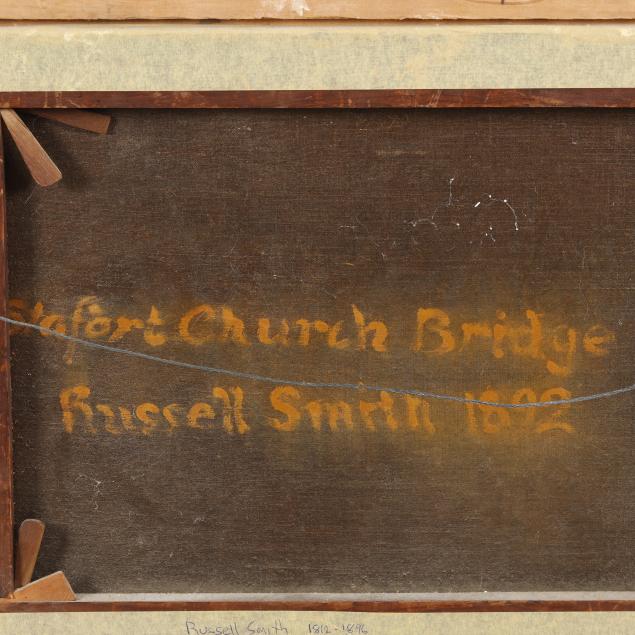 Stafort Church Bridge
Russell Smith 1892
Russell Smith 1812-1896